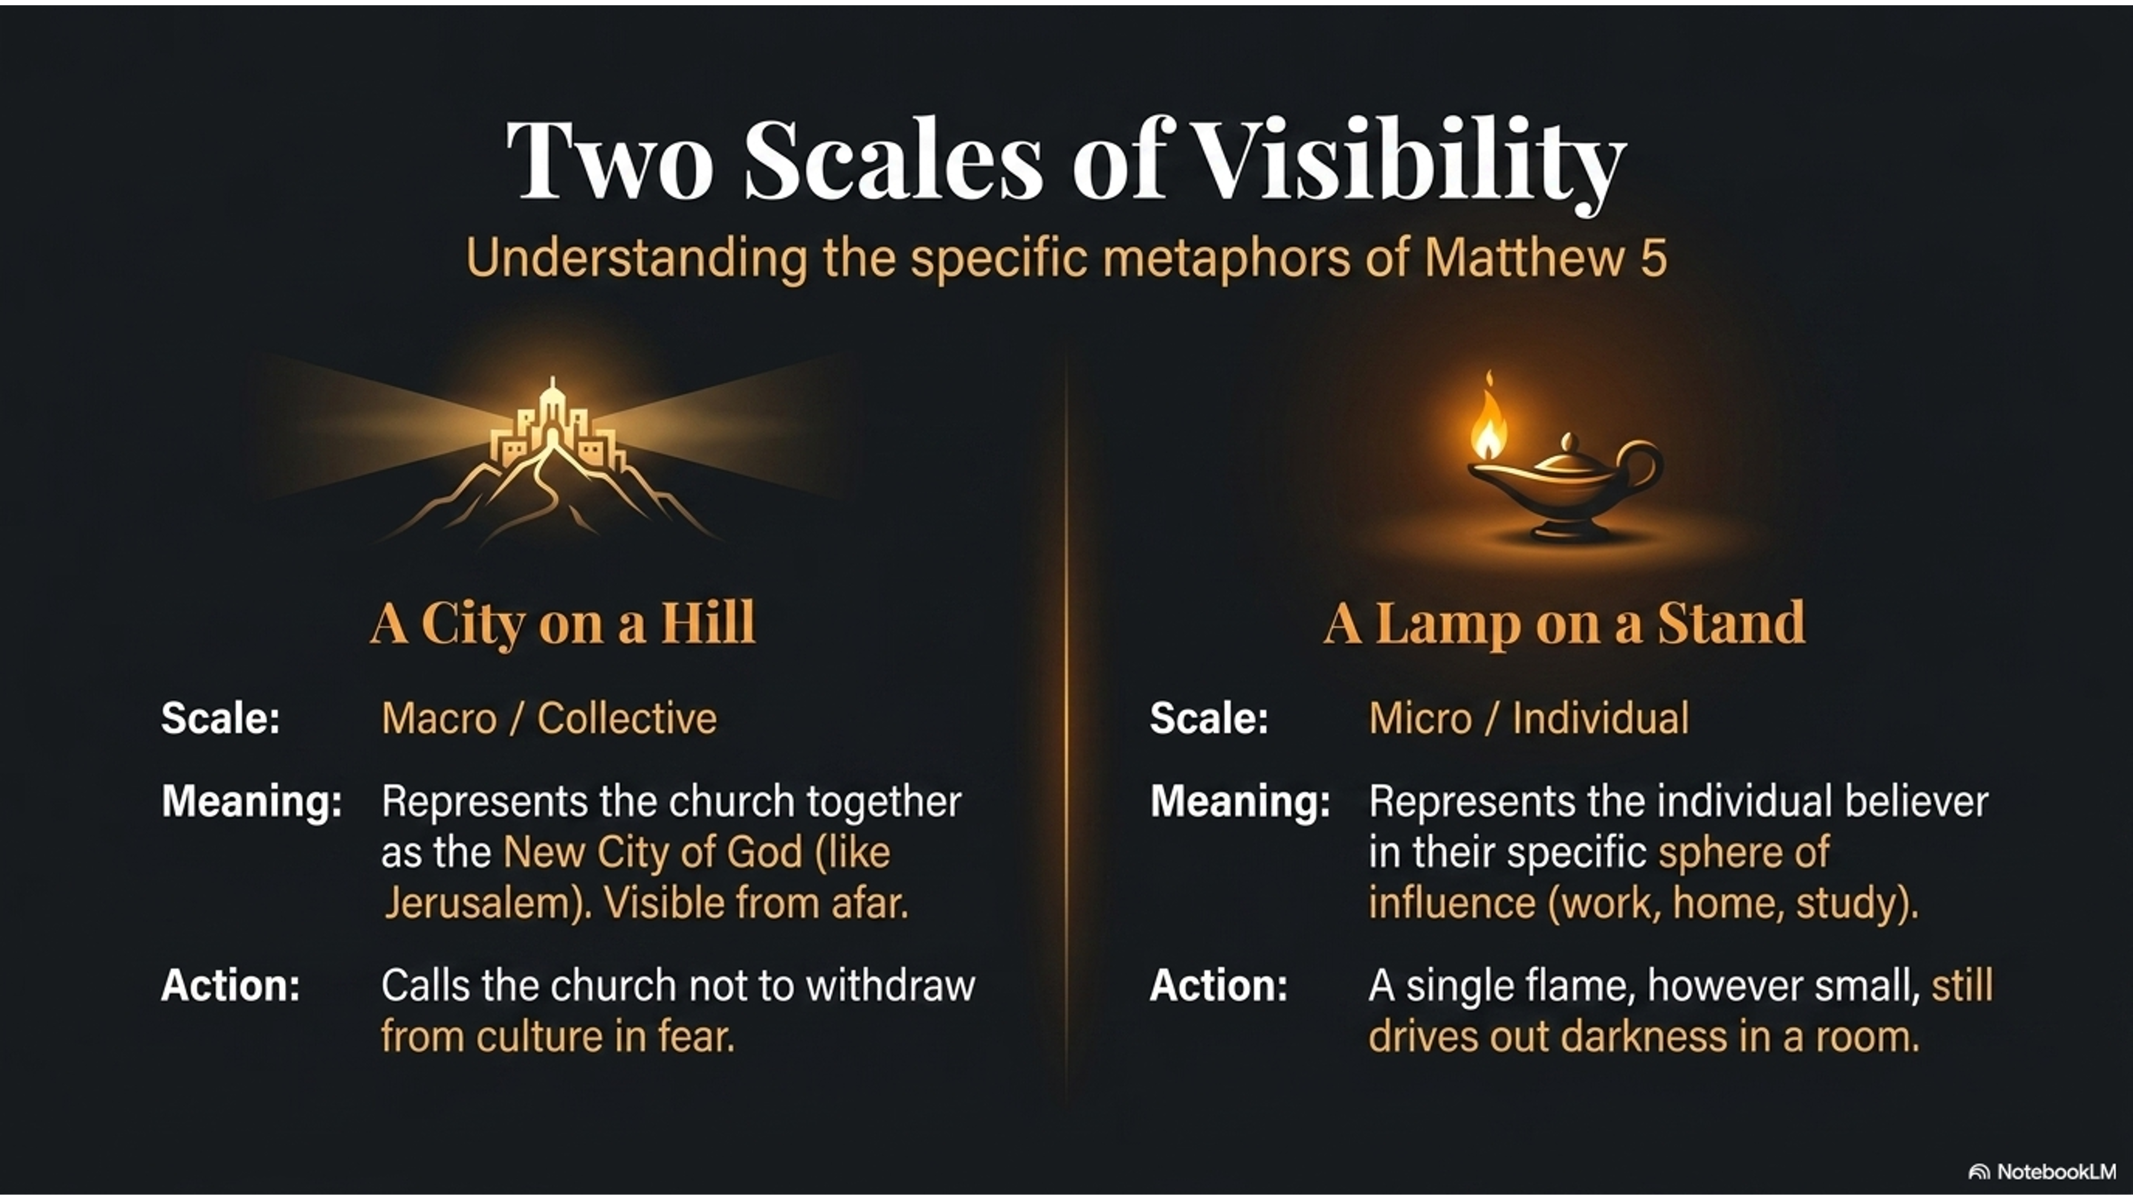 Two Scales of Visibility
Understanding the specific metaphors of Matthew 5
A City on a Hill
Scale: Macro / Collective
Meaning: Represents the church together
as the New City of God (like
Jerusalem). Visible from afar.
Action: Calls the church not to withdraw
from culture in fear.
A Lamp on a Stand
Scale: Micro / Individual
Meaning: Represents the individual believer
in their specific sphere of
influence (work, home, study).
Action: A single flame, however small, still
drives out darkness in a room.
NotebookLM